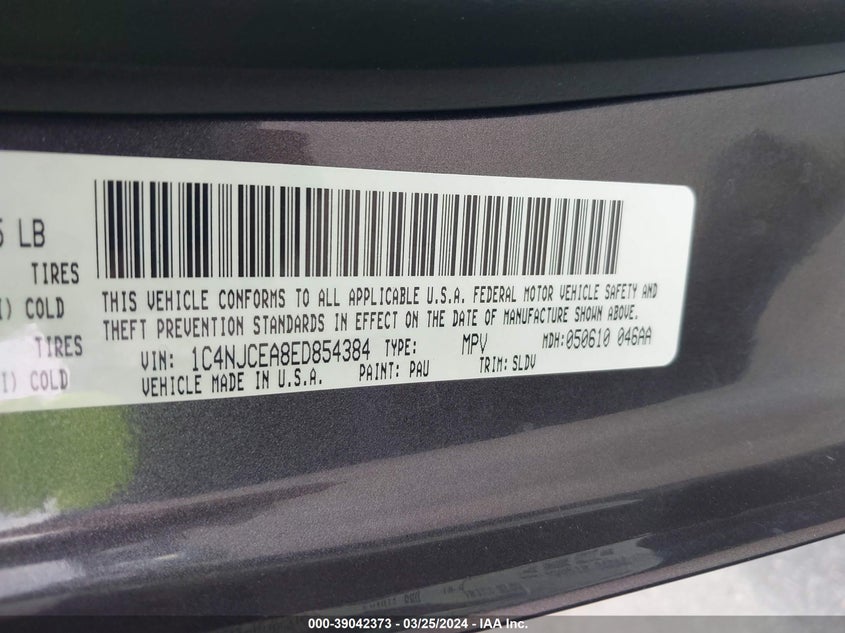 5 LB
TIRES
I) COLD
TIRES
I) COLD
THIS VEHICLE CONFORMS TO ALL APPLICABLE U.S.A. FEDERAL MOTOR VEHICLE SAFETY AND
THEFT PREVENTION STANDARDS IN EFFECT ON THE DATE OF MANUFACTURE SHOWN ABOVE.
VIN: 1C4NJCEA8ED854384 TYPE: MPV MDH:050610 046AA
VEHICLE MADE IN U.S.A. PAINT: PAU TRIM: SLDV
000-39042373 – 03/25/2024 – IAA Inc.